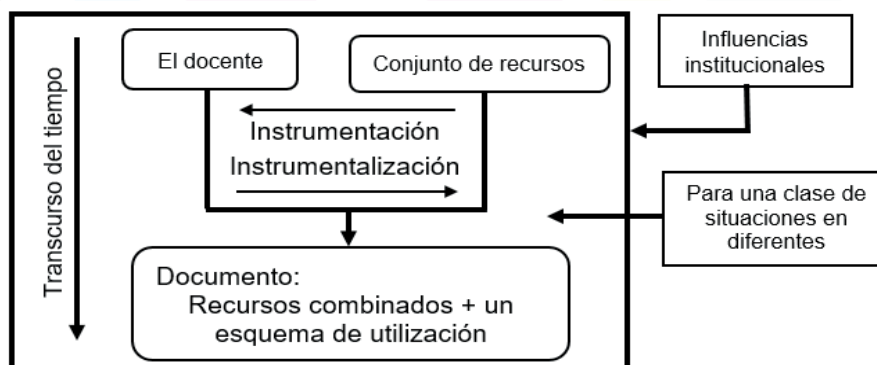 Transcurso del tiempo
El docente
Conjunto de recursos
Instrumentación
Instrumentalización
Documento:
Recursos combinados + un
esquema de utilización
Influencias
institucionales
Para una clase de
situaciones en
diferentes